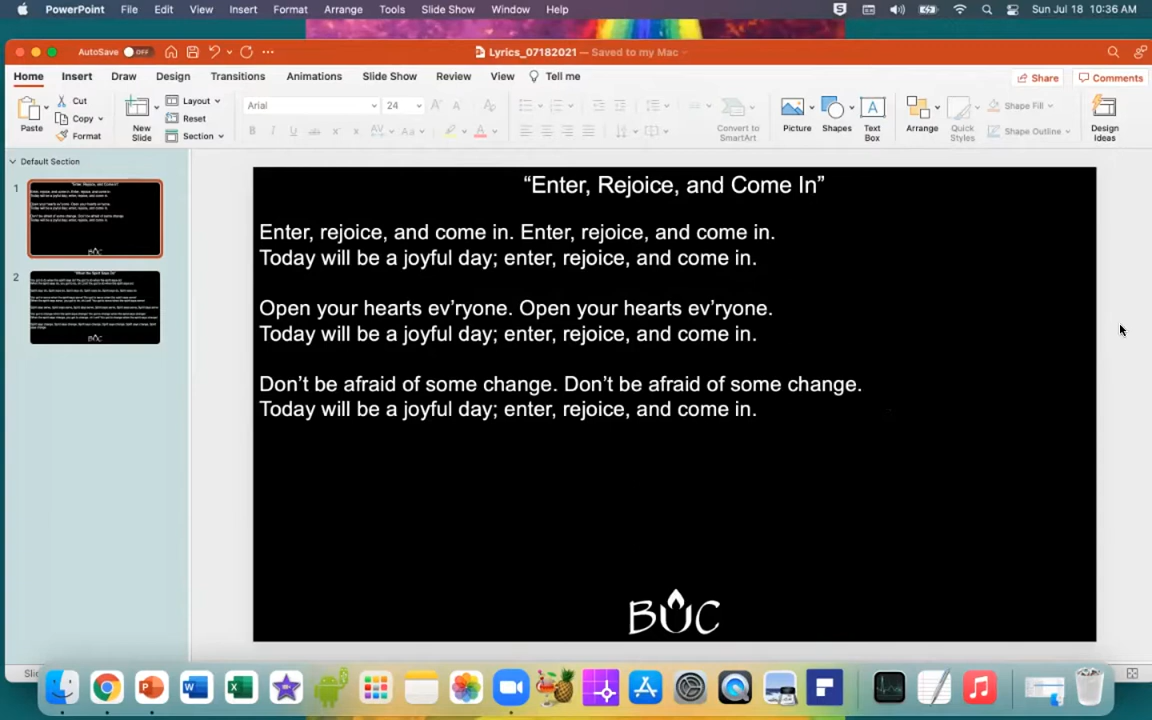 PowerPoint File Edit View Insert Format Arrange Tools Slide Show Window Help Sun Jul 18 10:36 AM
AutoSave OFF Lyrics_07182021 — Saved to my Mac
Home Insert Draw Design Transitions Animations Slide Show Review View Tell me Share Comments
Paste Cut Copy Format New Slide Layout Reset Section Arial 24 Convert to SmartArt Picture Shapes Text Box Arrange Quick Styles Shape Fill Shape Outline Design Ideas
Default Section
1
2
“Enter, Rejoice, and Come In”
Enter, rejoice, and come in. Enter, rejoice, and come in.
Today will be a joyful day; enter, rejoice, and come in.
Open your hearts ev’ryone. Open your hearts ev’ryone.
Today will be a joyful day; enter, rejoice, and come in.
Don’t be afraid of some change. Don’t be afraid of some change.
Today will be a joyful day; enter, rejoice, and come in.
BUC